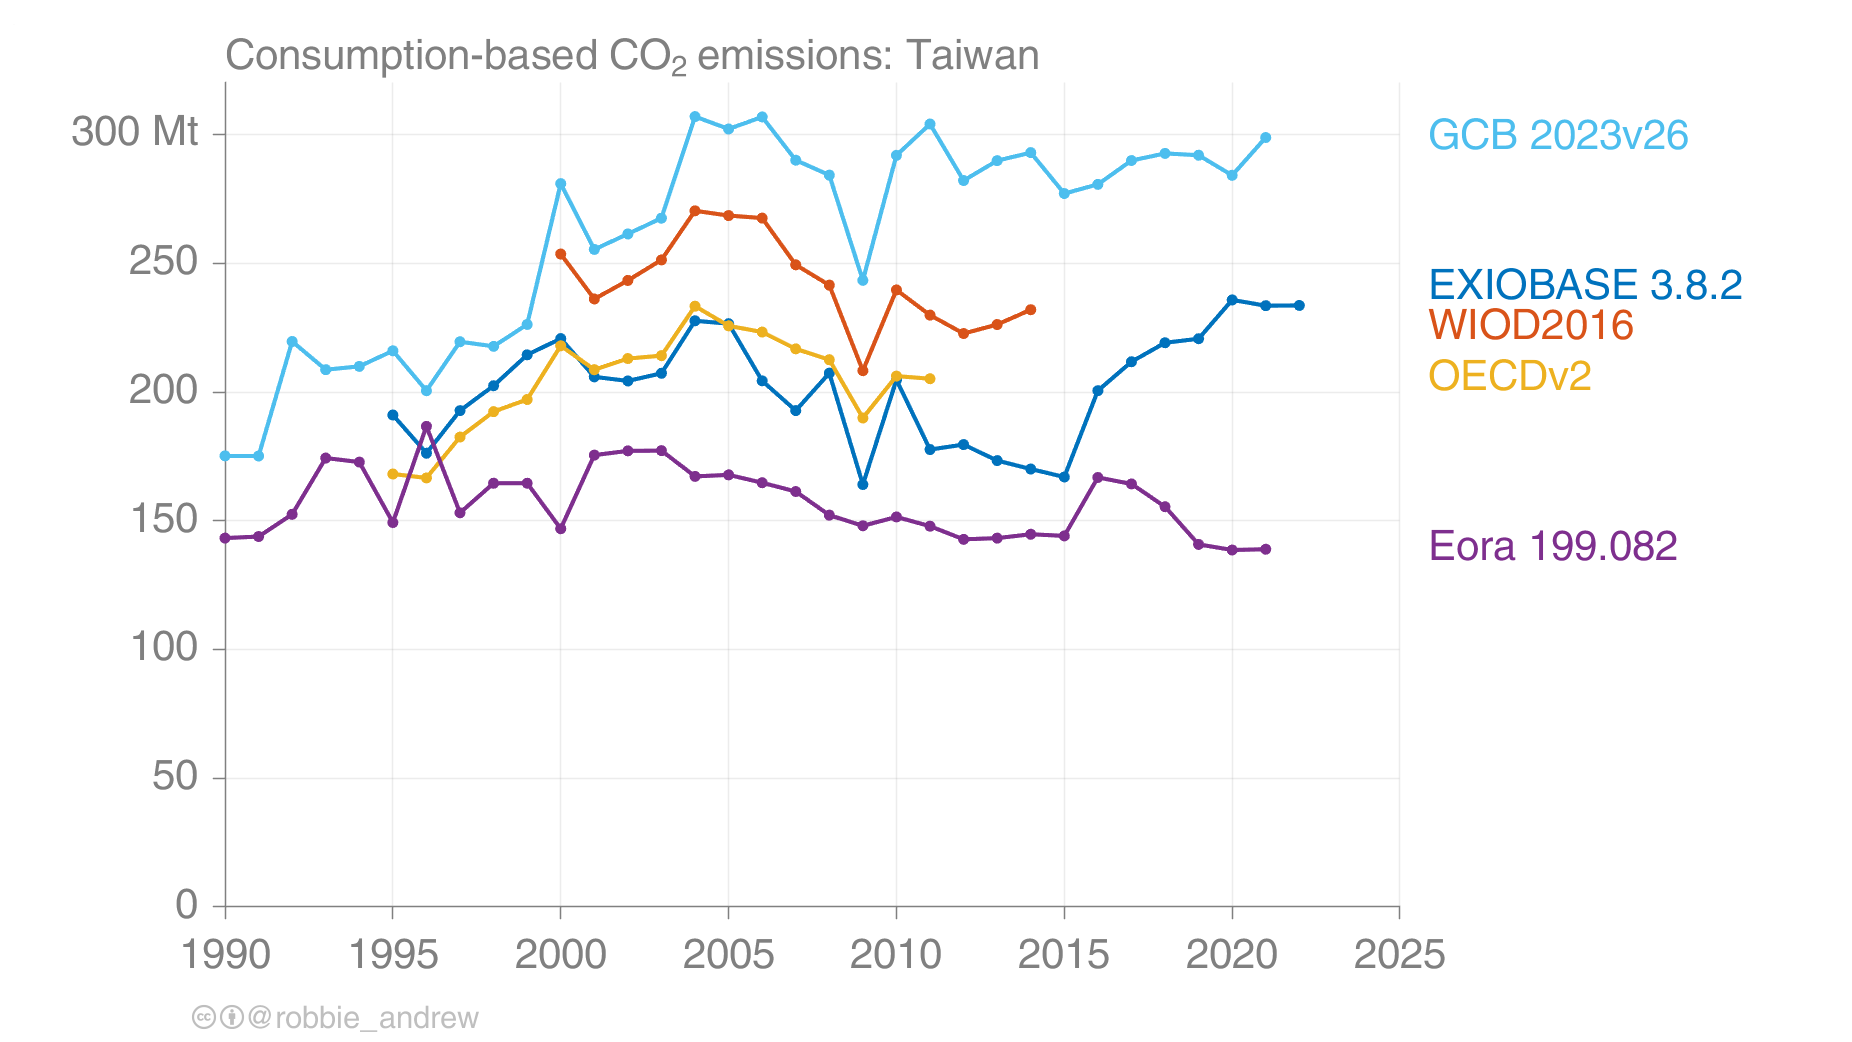 Consumption-based CO₂ emissions: Taiwan
300 Mt
250
200
150
100
50
0
1990 1995 2000 2005 2010 2015 2020 2025
GCB 2023v26
EXIOBASE 3.8.2
WIOD2016
OECDv2
Eora 199.082
cc @robbie_andrew